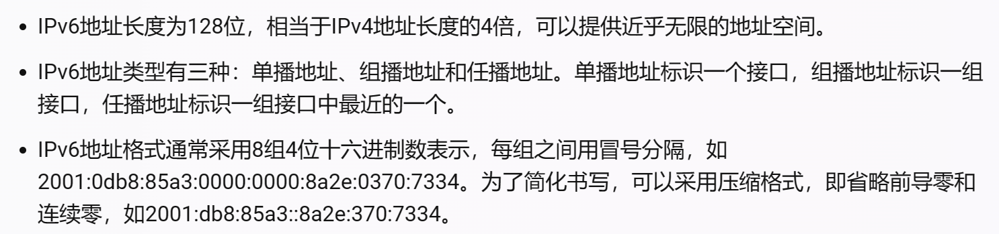 • IPv6地址长度为128位，相当于IPv4地址长度的4倍，可以提供近乎无限的地址空间。
• IPv6地址类型有三种：单播地址、组播地址和任播地址。单播地址标识一个接口，组播地址标识一组
接口，任播地址标识一组接口中最近的一个。
• IPv6地址格式通常采用8组4位十六进制数表示，每组之间用冒号分隔，如
2001:0db8:85a3:0000:0000:8a2e:0370:7334。为了简化书写，可以采用压缩格式，即省略前导零和
连续零，如2001:db8:85a3::8a2e:370:7334。